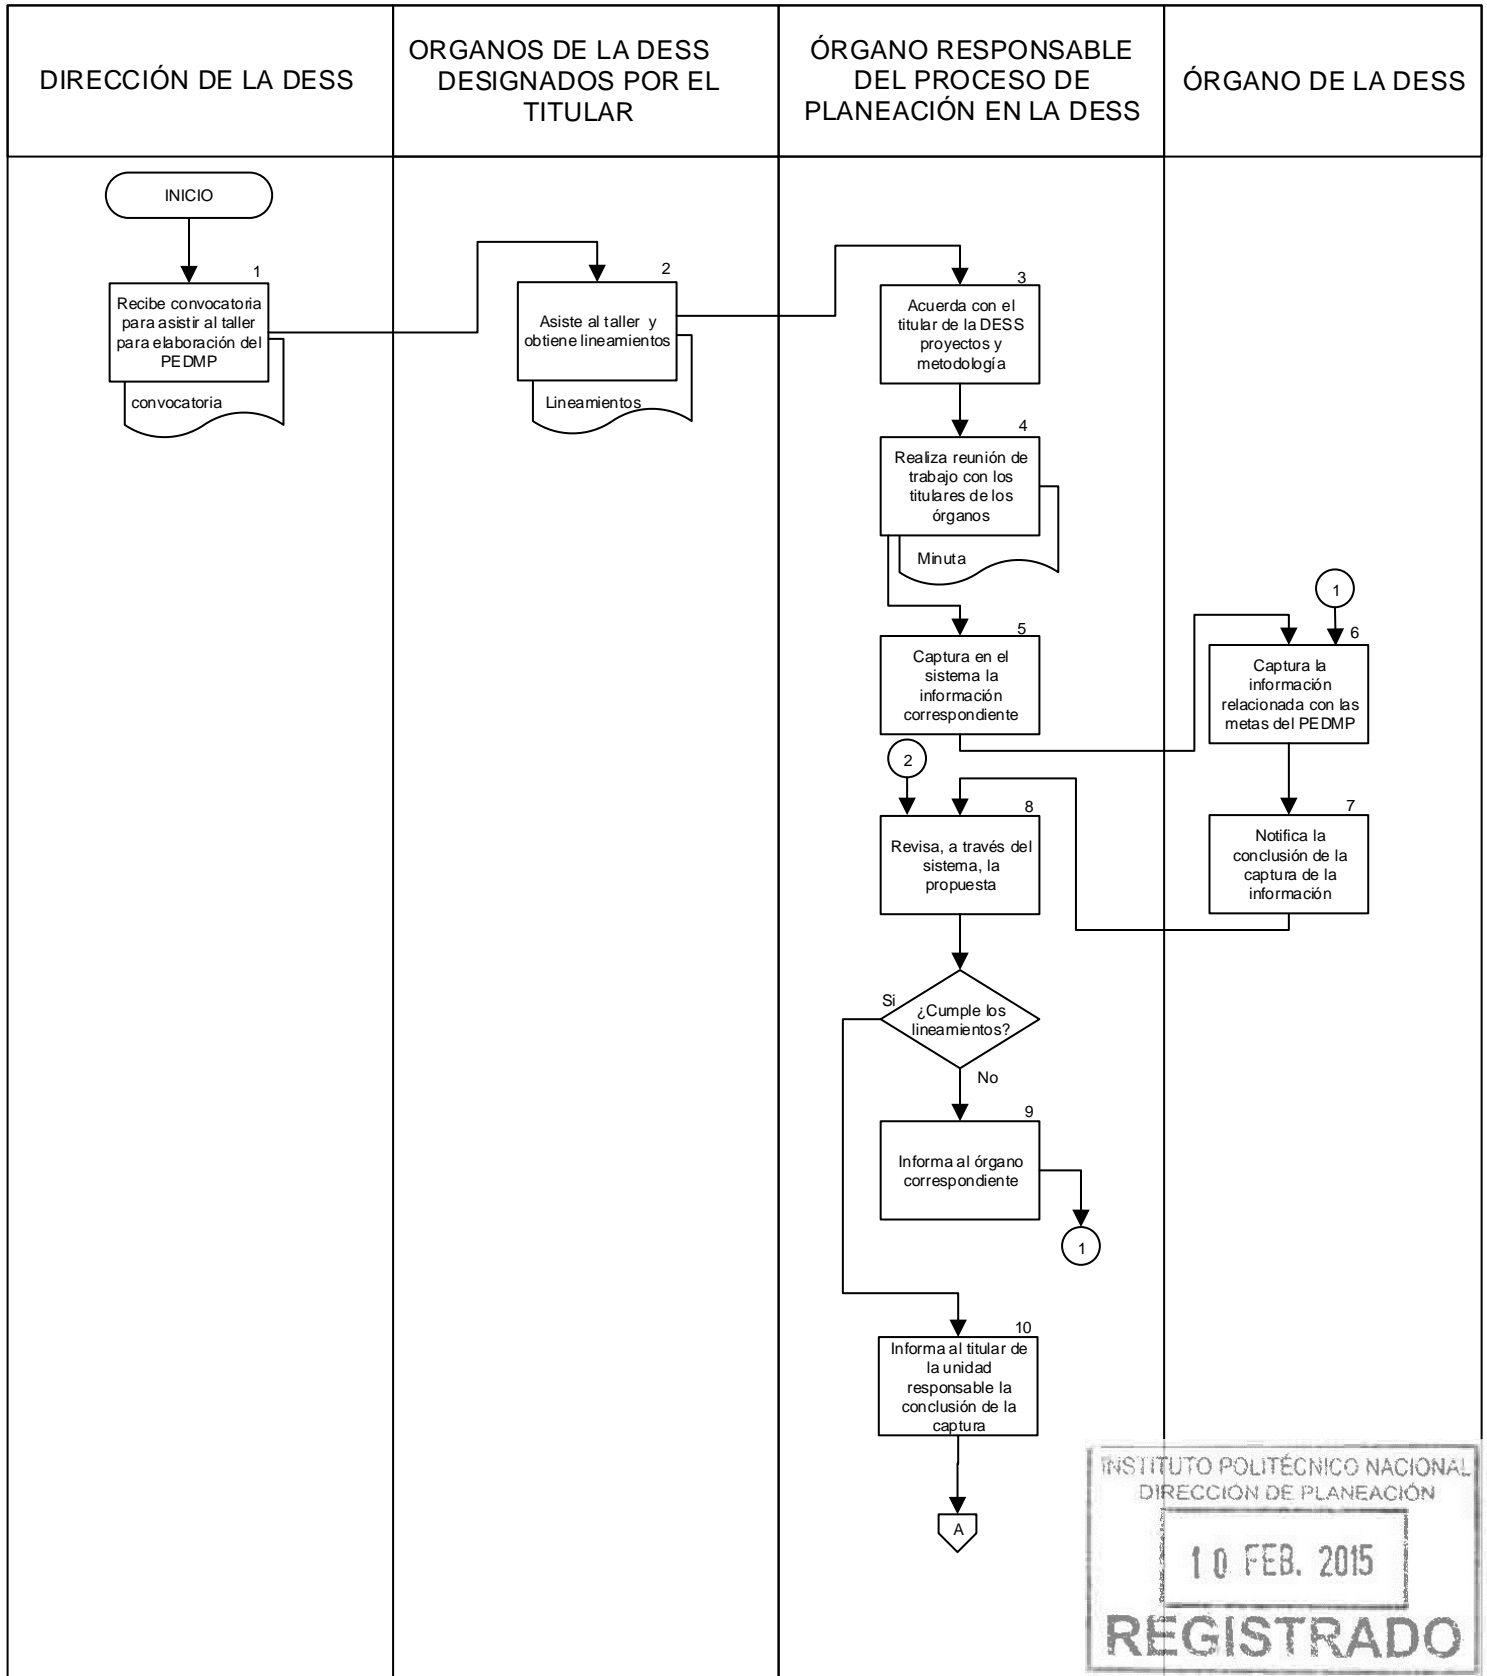 DIRECCIÓN DE LA DESS
ORGANOS DE LA DESS
DESIGNADOS POR EL
TITULAR
ÓRGANO RESPONSABLE
DEL PROCESO DE
PLANEACIÓN EN LA DESS
ÓRGANO DE LA DESS
INICIO
1
Recibe convocatoria
para asistir al taller
para elaboración del
PEDMP
convocatoria
2
Asiste al taller y
obtiene lineamientos
Lineamientos
3
Acuerda con el
titular de la DESS
proyectos y
metodología
4
Realiza reunión de
trabajo con los
titulares de los
órganos
Minuta
5
Captura en el
sistema la
información
correspondiente
1
6
Captura la
información
relacionada con las
metas del PEDMP
7
Notifica la
conclusión de la
captura de la
información
2
8
Revisa, a través del
sistema, la
propuesta
Si
¿Cumple los
lineamientos?
No
9
Informa al órgano
correspondiente
1
10
Informa al titular de
la unidad
responsable la
conclusión de la
captura
A
INSTITUTO POLITÉCNICO NACIONAL
DIRECCIÓN DE PLANEACIÓN
10 FEB. 2015
REGISTRADO